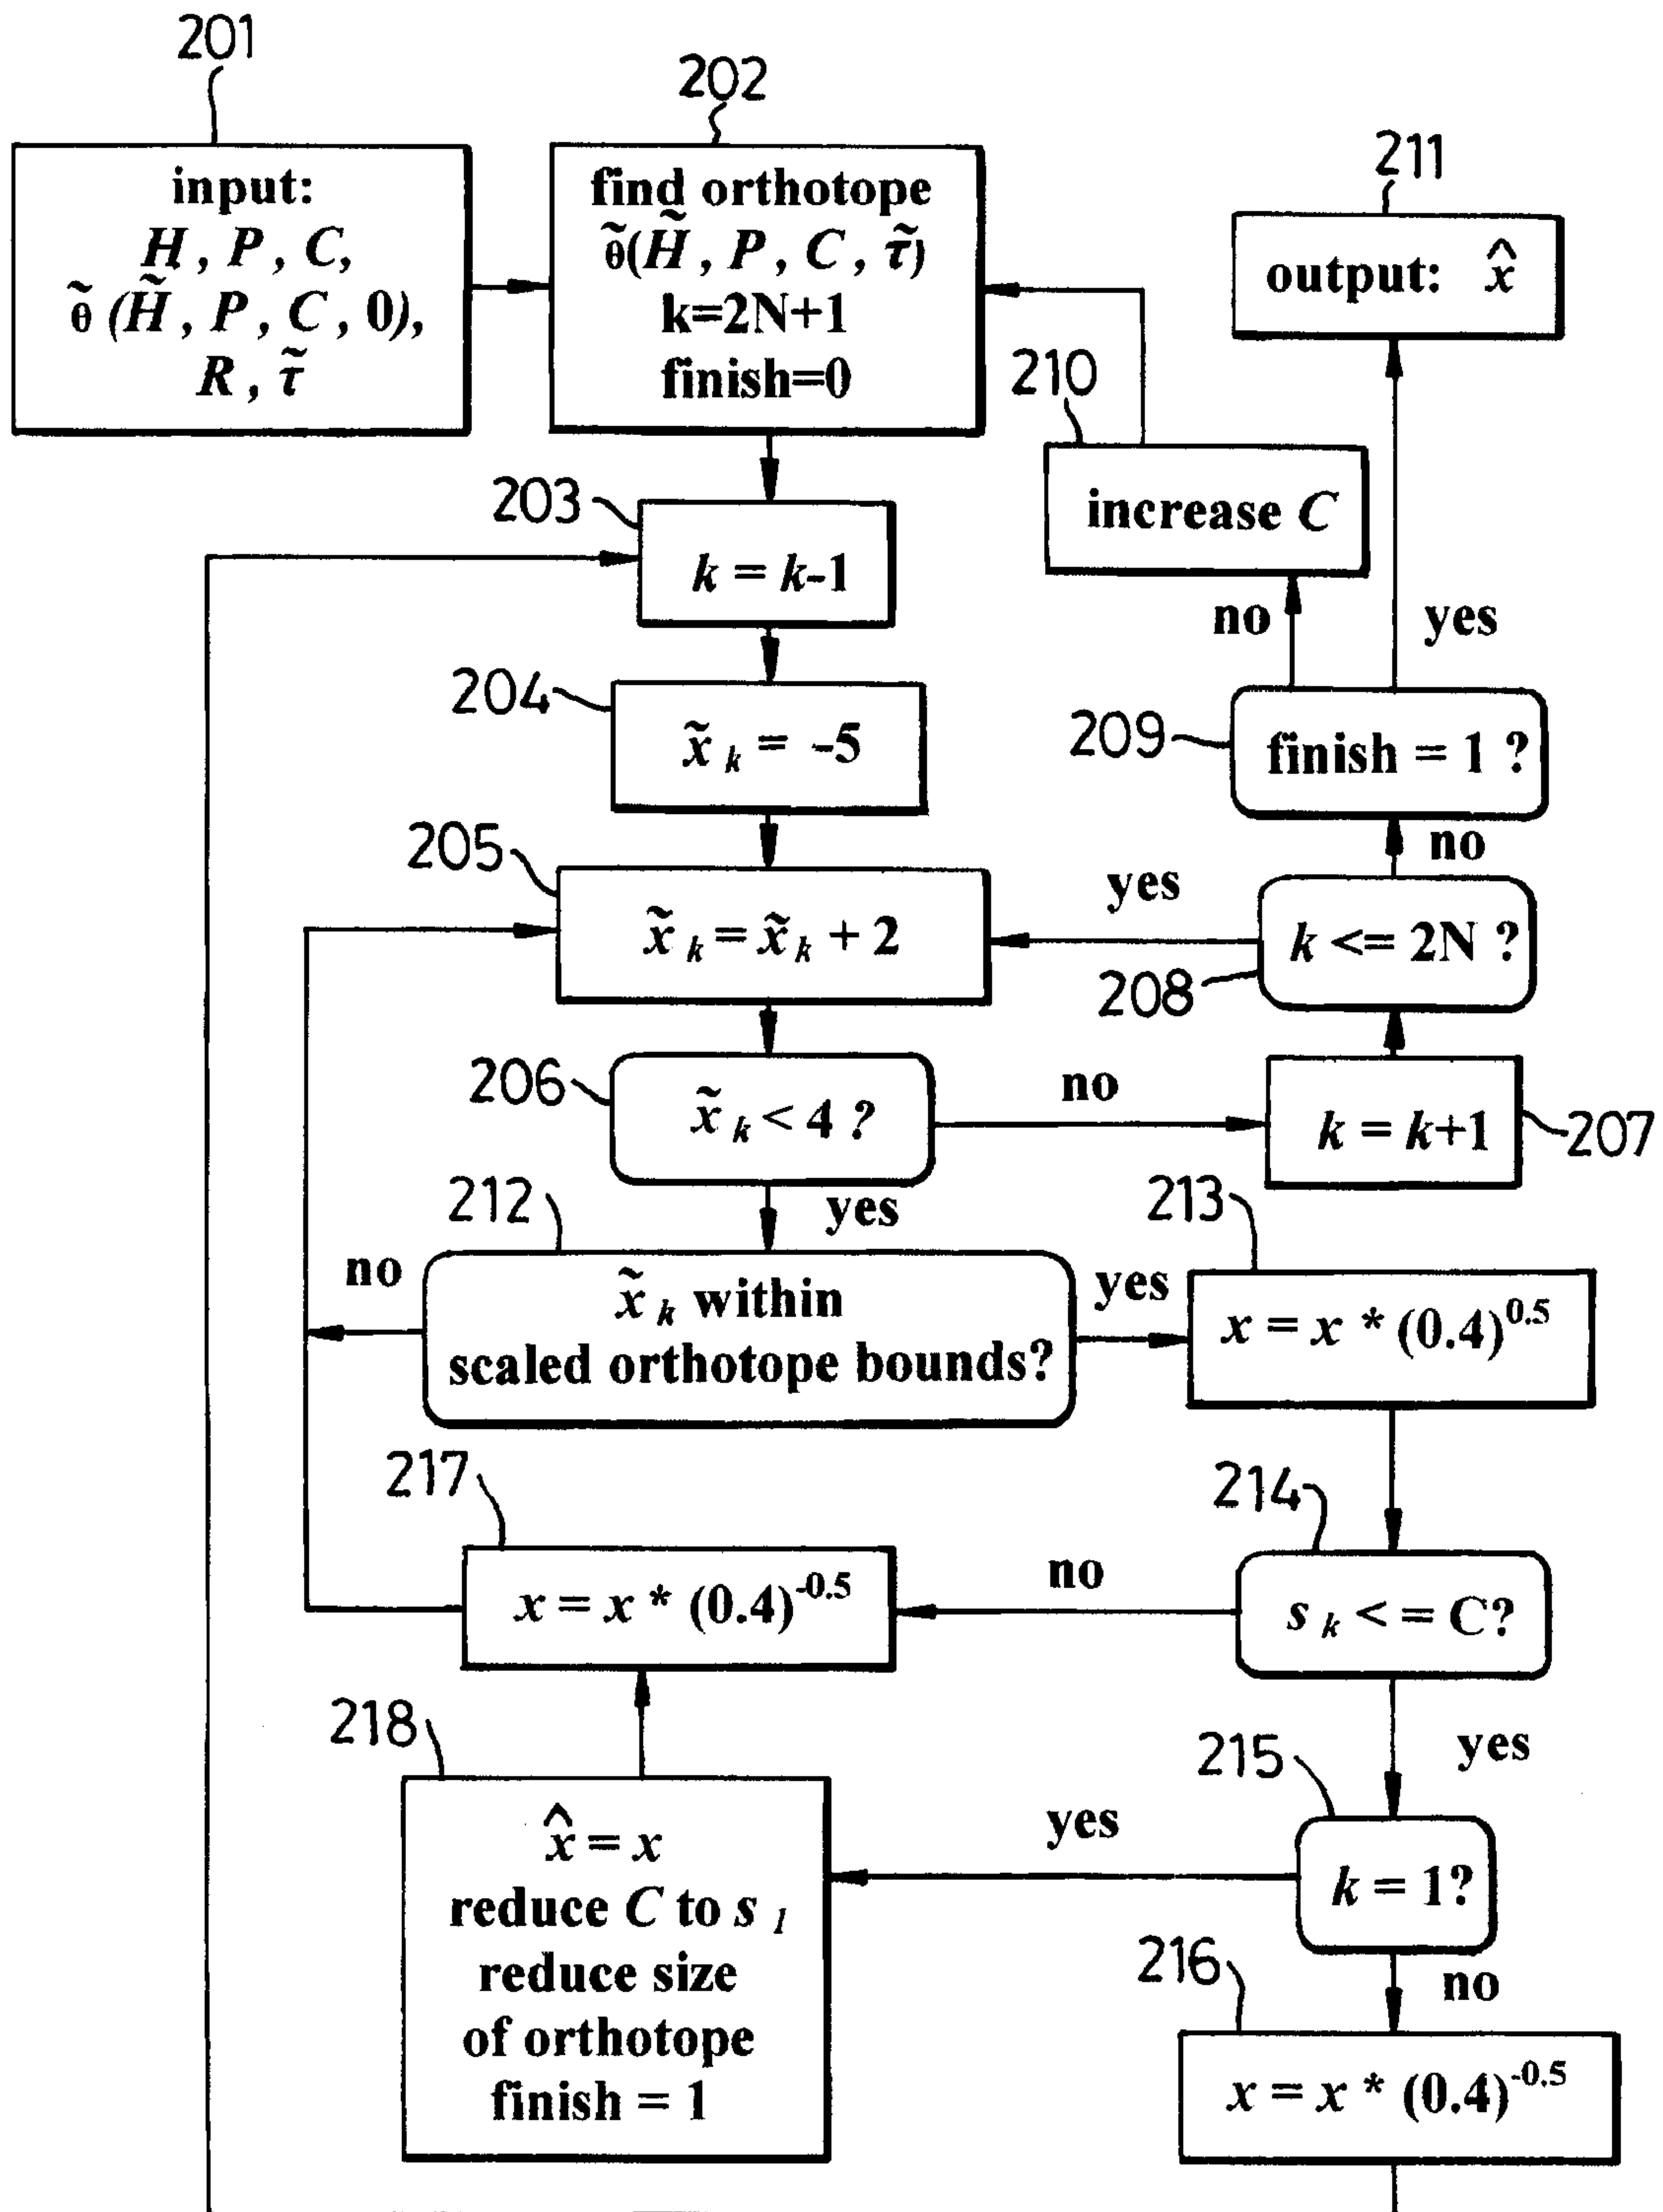 201
input:
H , P , C,
θ̃ (H̃ , P , C , 0),
R , τ̃
202
find orthotope
θ̃(H̃ , P , C , τ̃)
k=2N+1
finish=0
211
output: x̂
210
increase C
203
k = k-1
no
yes
204
x̃ k = -5
209
finish = 1 ?
no
205
x̃ k = x̃ k + 2
yes
k <= 2N ?
208
206
x̃ k < 4 ?
no
k = k+1
207
yes
212
x̃ k within
scaled orthotope bounds?
no
yes
213
x = x * (0.4)^0.5
214
s k < = C?
no
217
x = x * (0.4)^-0.5
yes
215
k = 1?
yes
218
x̂ = x
reduce C to s 1
reduce size
of orthotope
finish = 1
no
216
x = x * (0.4)^-0.5